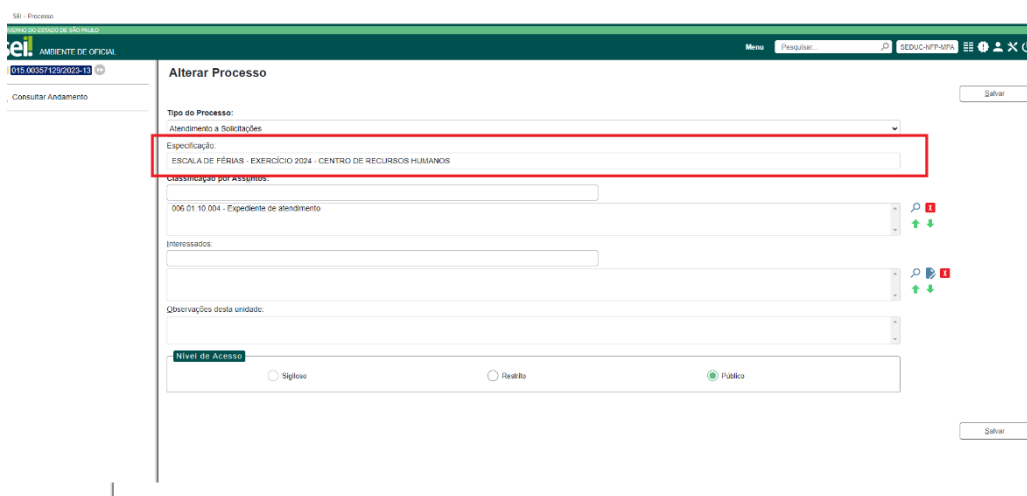 SEI - Processo
GOVERNO DO ESTADO DE SÃO PAULO
sei! AMBIENTE DE OFICIAL
Menu Pesquisar... SEDUC-NFP-MPA
015.00357129/2023-13
Alterar Processo
Consultar Andamento
Salvar
Tipo do Processo:
Atendimento a Solicitações
Especificação:
ESCALA DE FÉRIAS - EXERCÍCIO 2024 - CENTRO DE RECURSOS HUMANOS
Classificação por Assuntos:
006.01.10.004 - Expediente de atendimento
Interessados:
Observações desta unidade:
Nível de Acesso
Sigiloso Restrito Público
Salvar